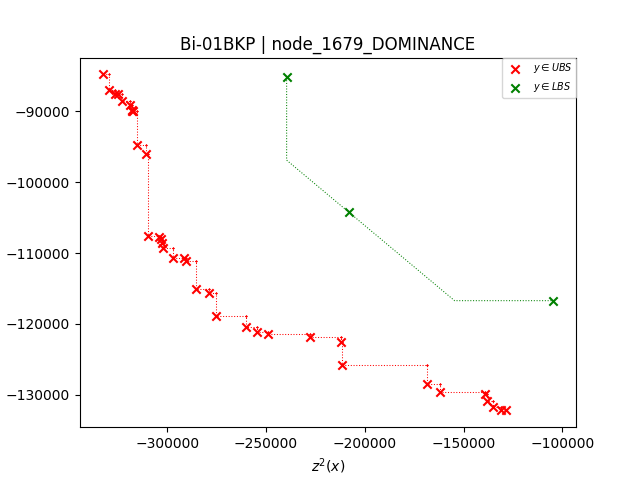 Bi-01BKP | node_1679_DOMINANCE
y ∈ UBS
y ∈ LBS
−90000
−100000
−110000
−120000
−130000
−300000 −250000 −200000 −150000 −100000
z²(x)